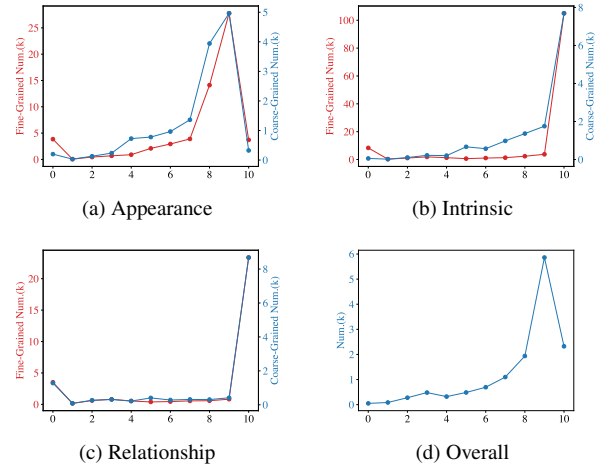 Fine-Grained Num.(k)
25
20
15
10
5
0
0 2 4 6 8 10
5
4
3
2
1
0
Coarse-Grained Num.(k)
(a) Appearance
Fine-Grained Num.(k)
100
80
60
40
20
0
0 2 4 6 8 10
8
6
4
2
0
Coarse-Grained Num.(k)
(b) Intrinsic
Fine-Grained Num.(k)
20
15
10
5
0
0 2 4 6 8 10
8
6
4
2
0
Coarse-Grained Num.(k)
(c) Relationship
Num.(k)
6
5
4
3
2
1
0
0 2 4 6 8 10
(d) Overall